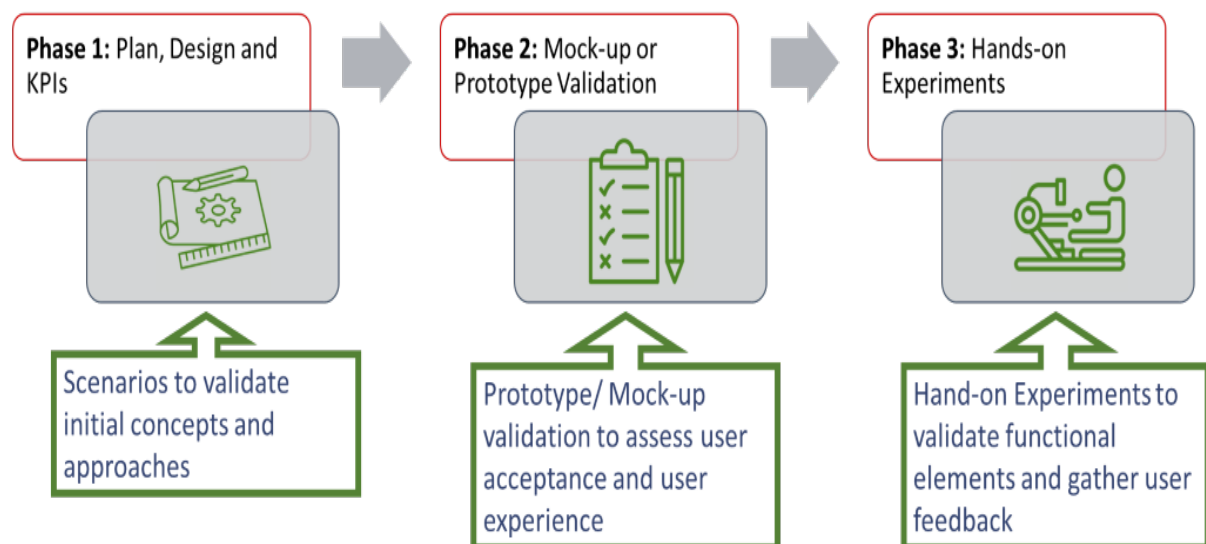 Phase 1: Plan, Design and
KPIs
Phase 2: Mock-up or
Prototype Validation
Phase 3: Hands-on
Experiments
Scenarios to validate
initial concepts and
approaches
Prototype/ Mock-up
validation to assess user
acceptance and user
experience
Hand-on Experiments to
validate functional
elements and gather user
feedback